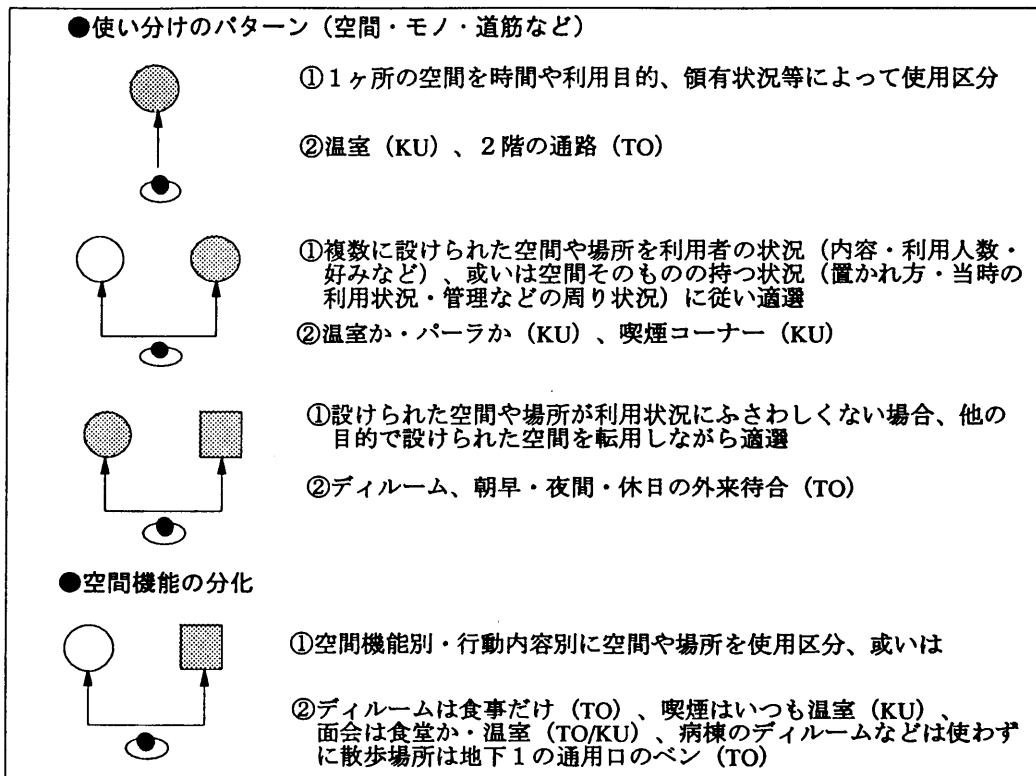 ●使い分けのパターン（空間・モノ・道筋など）
①１ヶ所の空間を時間や利用目的、領有状況等によって使用区分
②温室（KU）、２階の通路（TO）
①複数に設けられた空間や場所を利用者の状況（内容・利用人数・
好みなど）、或いは空間そのものの持つ状況（置かれ方・当時の
利用状況・管理などの周り状況）に従い適選
②温室か・パーラか（KU）、喫煙コーナー（KU）
①設けられた空間や場所が利用状況にふさわしくない場合、他の
目的で設けられた空間を転用しながら適選
②ディルーム、朝早・夜間・休日の外来待合（TO）
●空間機能の分化
①空間機能別・行動内容別に空間や場所を使用区分、或いは
②ディルームは食事だけ（TO）、喫煙はいつも温室（KU）、
面会は食堂か・温室（TO/KU）、病棟のディルームなどは使わず
に散歩場所は地下１の通用口のベン（TO）